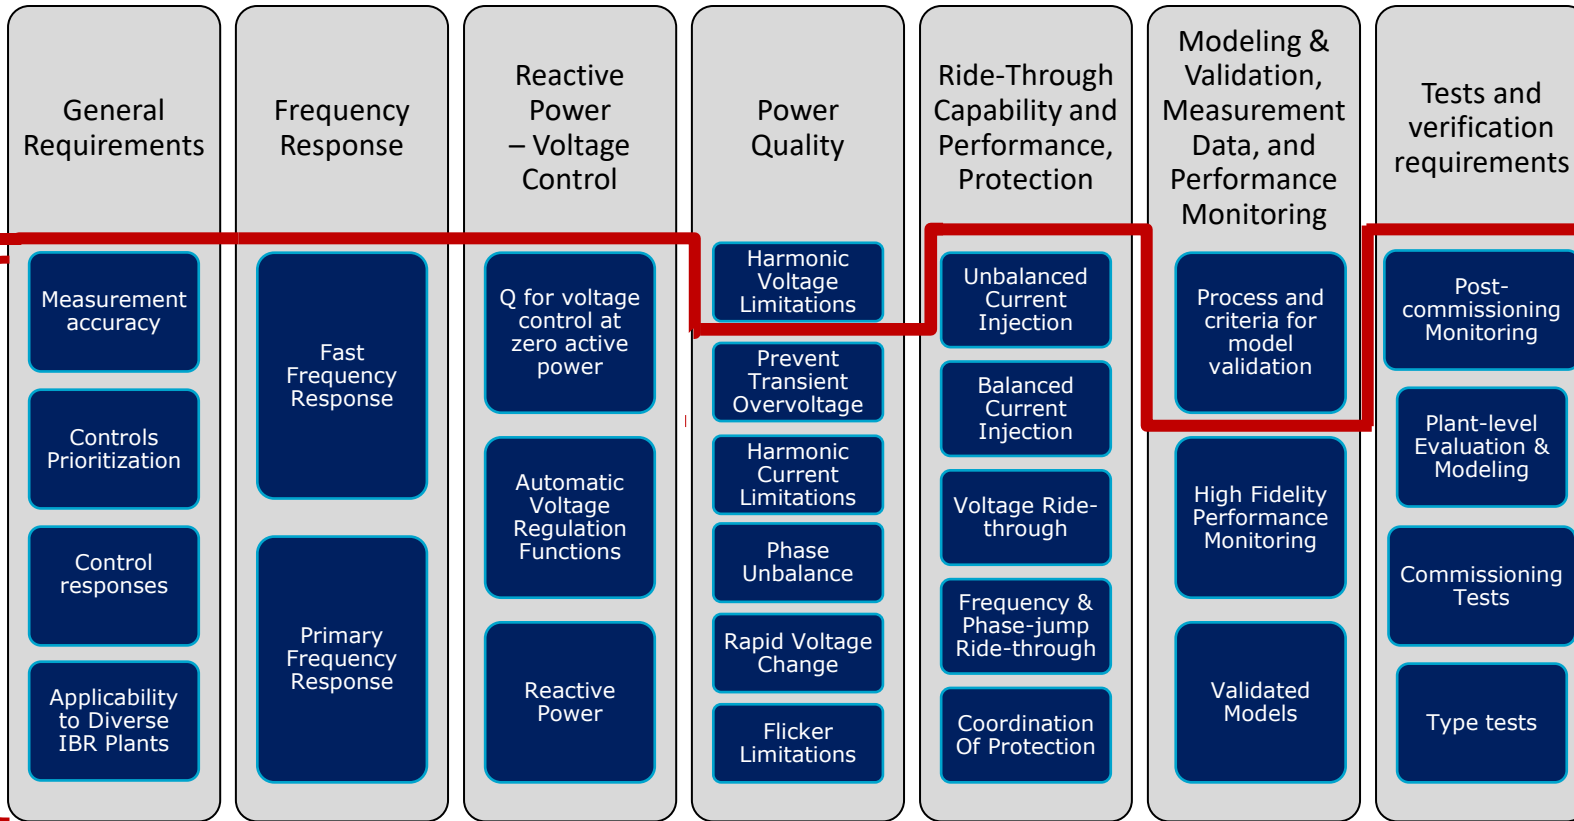 General
Requirements
Measurement
accuracy
Controls
Prioritization
Control
responses
Applicability
to Diverse
IBR Plants
Frequency
Response
Fast
Frequency
Response
Primary
Frequency
Response
Reactive
Power
– Voltage
Control
Q for voltage
control at
zero active
power
Automatic
Voltage
Regulation
Functions
Reactive
Power
Power
Quality
Harmonic
Voltage
Limitations
Prevent
Transient
Overvoltage
Harmonic
Current
Limitations
Phase
Unbalance
Rapid Voltage
Change
Flicker
Limitations
Ride-Through
Capability and
Performance,
Protection
Unbalanced
Current
Injection
Balanced
Current
Injection
Voltage Ride-
through
Frequency &
Phase-jump
Ride-through
Coordination
Of Protection
Modeling &
Validation,
Measurement
Data, and
Performance
Monitoring
Process and
criteria for
model
validation
High Fidelity
Performance
Monitoring
Validated
Models
Tests and
verification
requirements
Post-
commissioning
Monitoring
Plant-level
Evaluation &
Modeling
Commissioning
Tests
Type tests